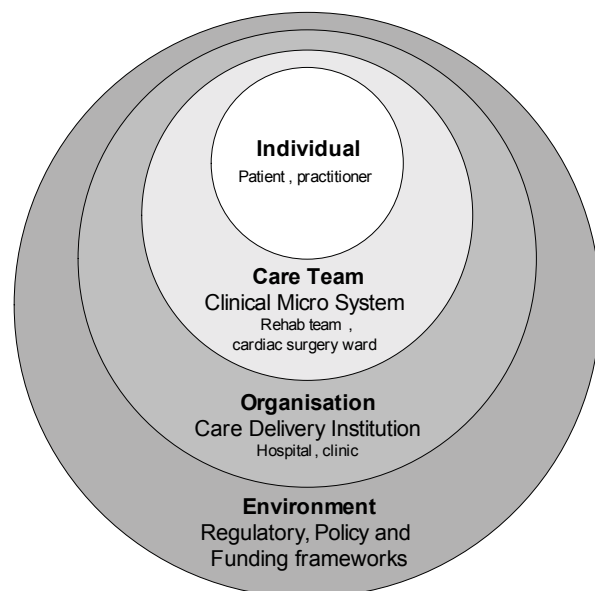 Individual
Patient , practitioner
Care Team
Clinical Micro System
Rehab team ,
cardiac surgery ward
Organisation
Care Delivery Institution
Hospital , clinic
Environment
Regulatory, Policy and
Funding frameworks